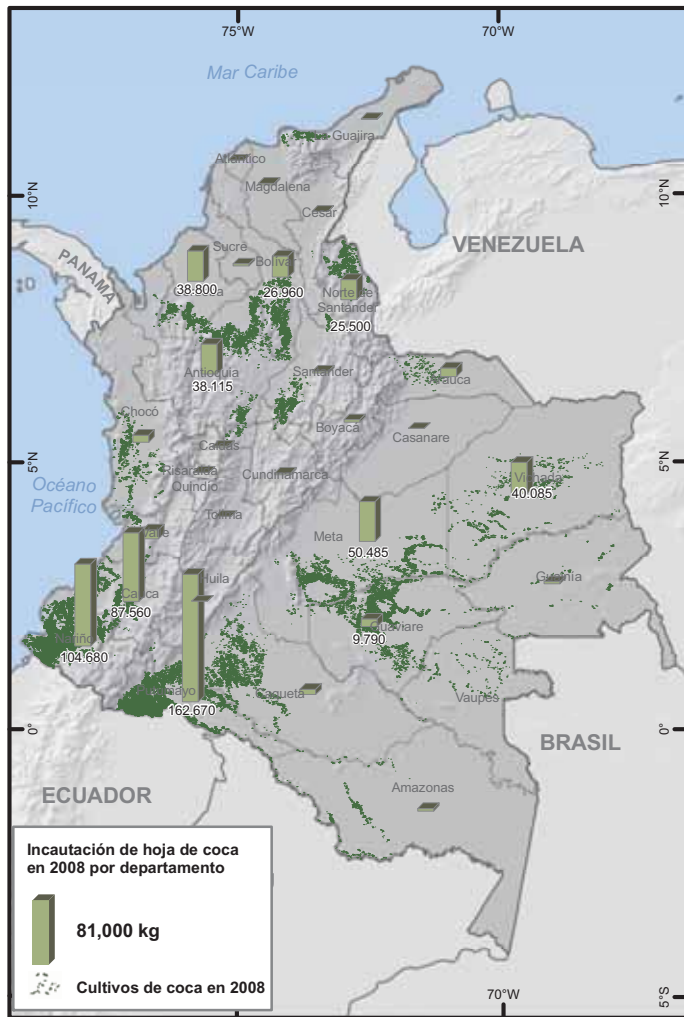 75°W
70°W
Mar Caribe
Guajira
Atlántico
Magdalena
10°N
10°N
Cesar
VENEZUELA
PANAMA
Sucre
Bolívar
38.800
26.960
Norte de
Santander
25.500
Antioquia
38.115
Santander
Arauca
Chocó
Boyacá
Casanare
5°N
5°N
Caldas
Risaralda
Quindío
Cundinamarca
Vichada
40.085
Océano
Pacífico
Tolima
Meta
50.485
Huila
Cauca
87.560
Guainía
Nariño
104.680
Guaviare
9.790
Putumayo
162.670
Caquetá
Vaupés
0°
0°
BRASIL
ECUADOR
Amazonas
Incautación de hoja de coca
en 2008 por departamento
81,000 kg
Cultivos de coca en 2008
70°W
5°S